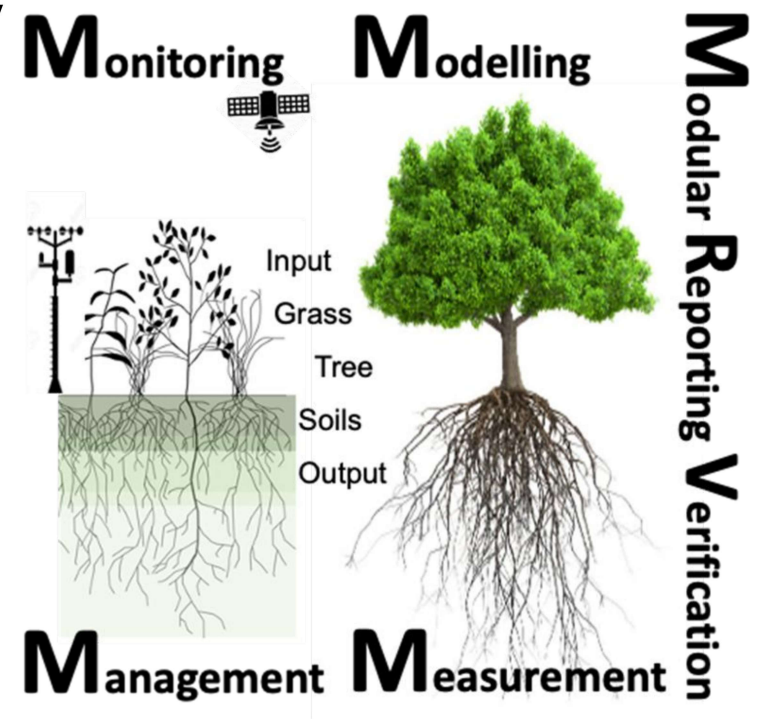 Monitoring
Modelling
Modular Reporting Verification
Input
Grass
Tree
Soils
Output
Management
Measurement